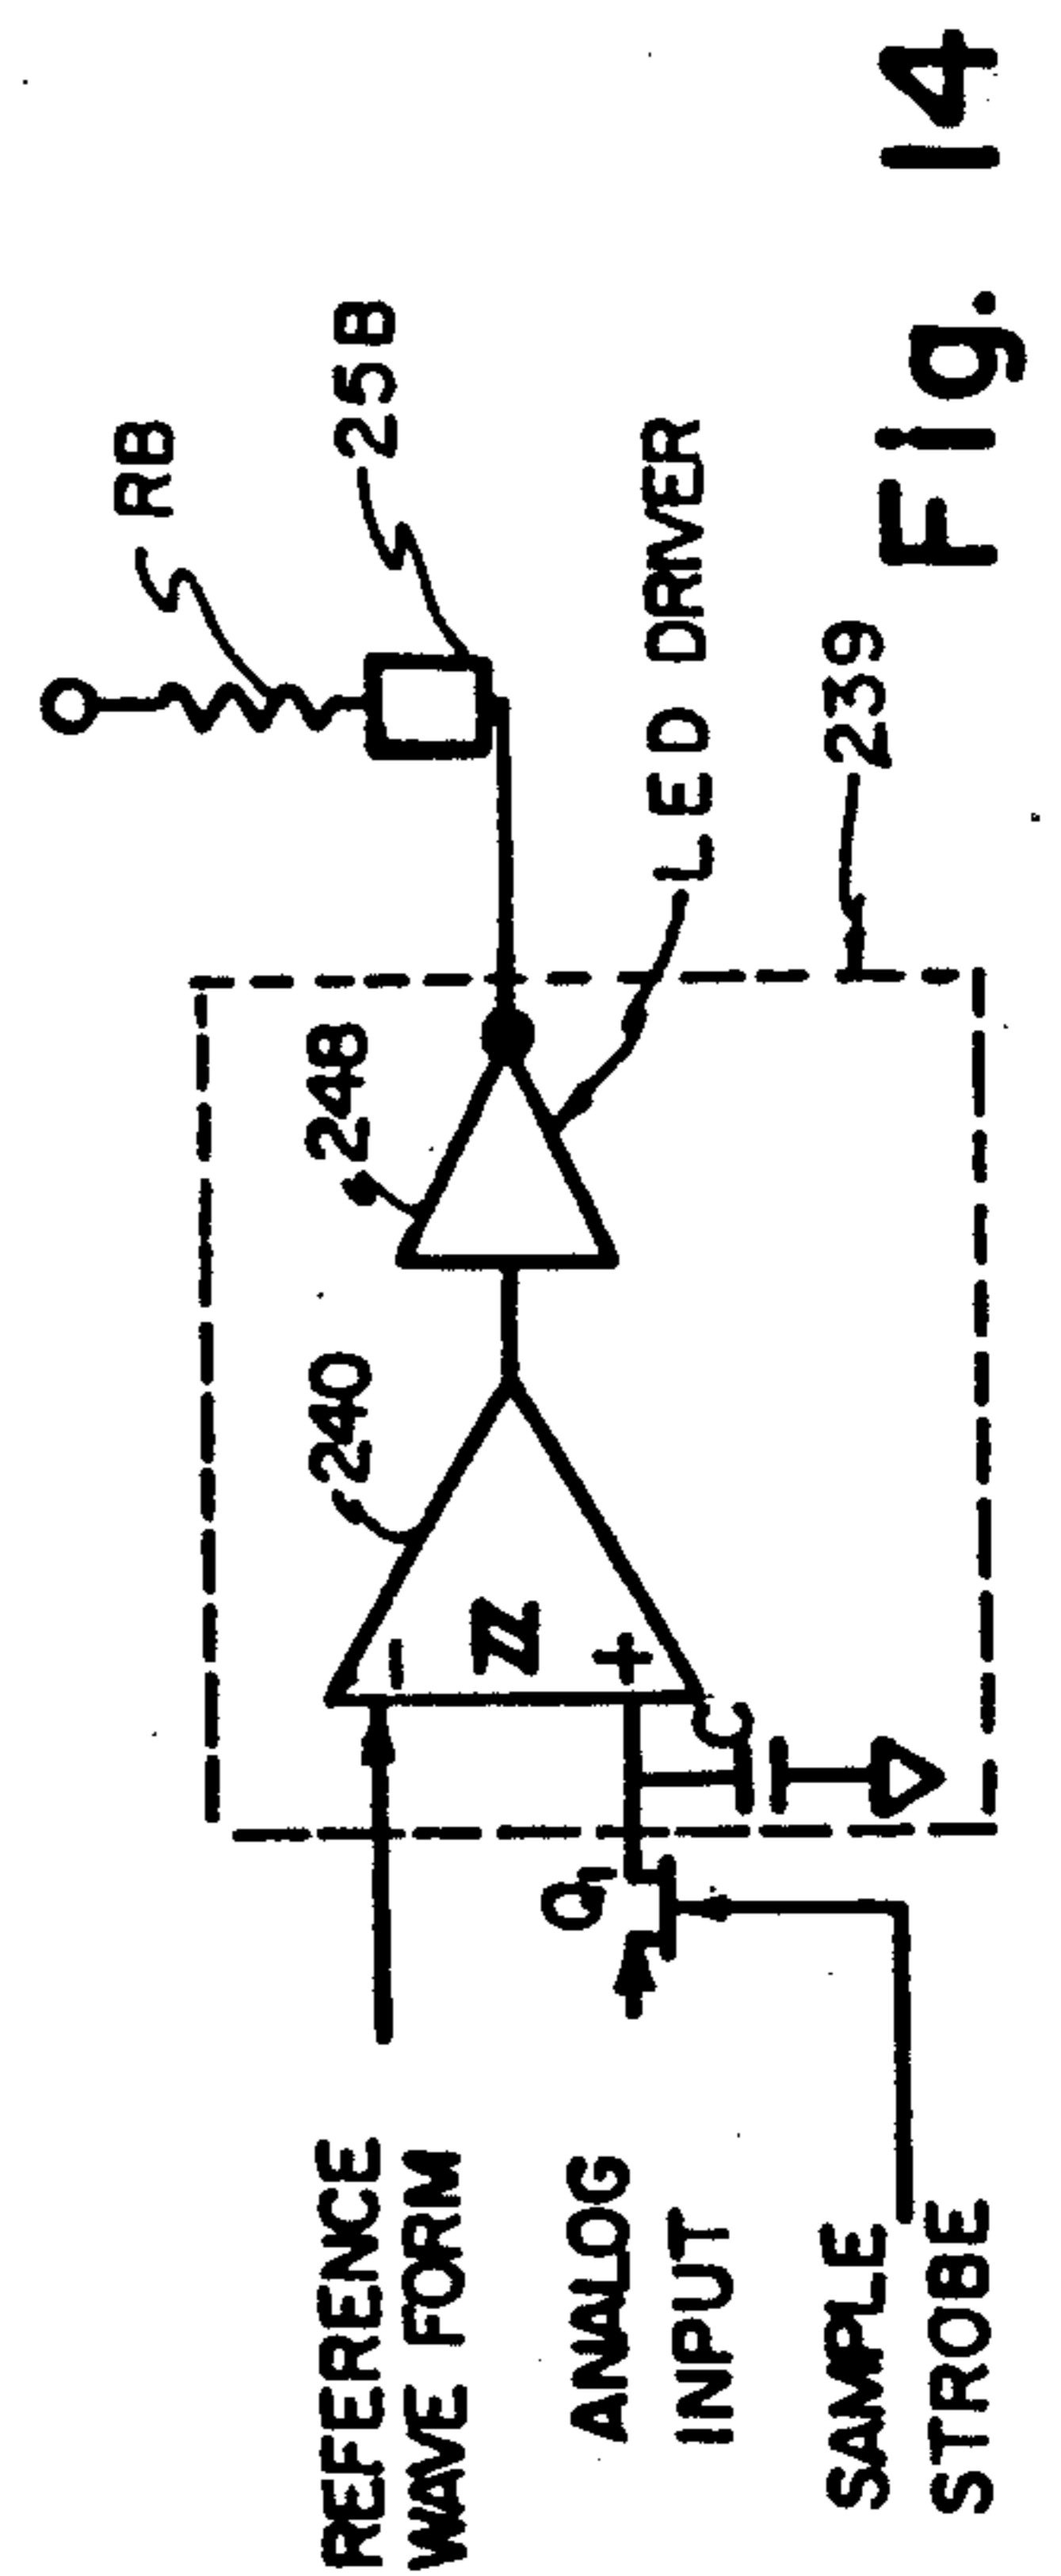 RB
258
240
248
II
-
+
C
Q1
REFERENCE
WAVE FORM
ANALOG
INPUT
SAMPLE
STROBE
LED DRIVER
239
Fig. 14